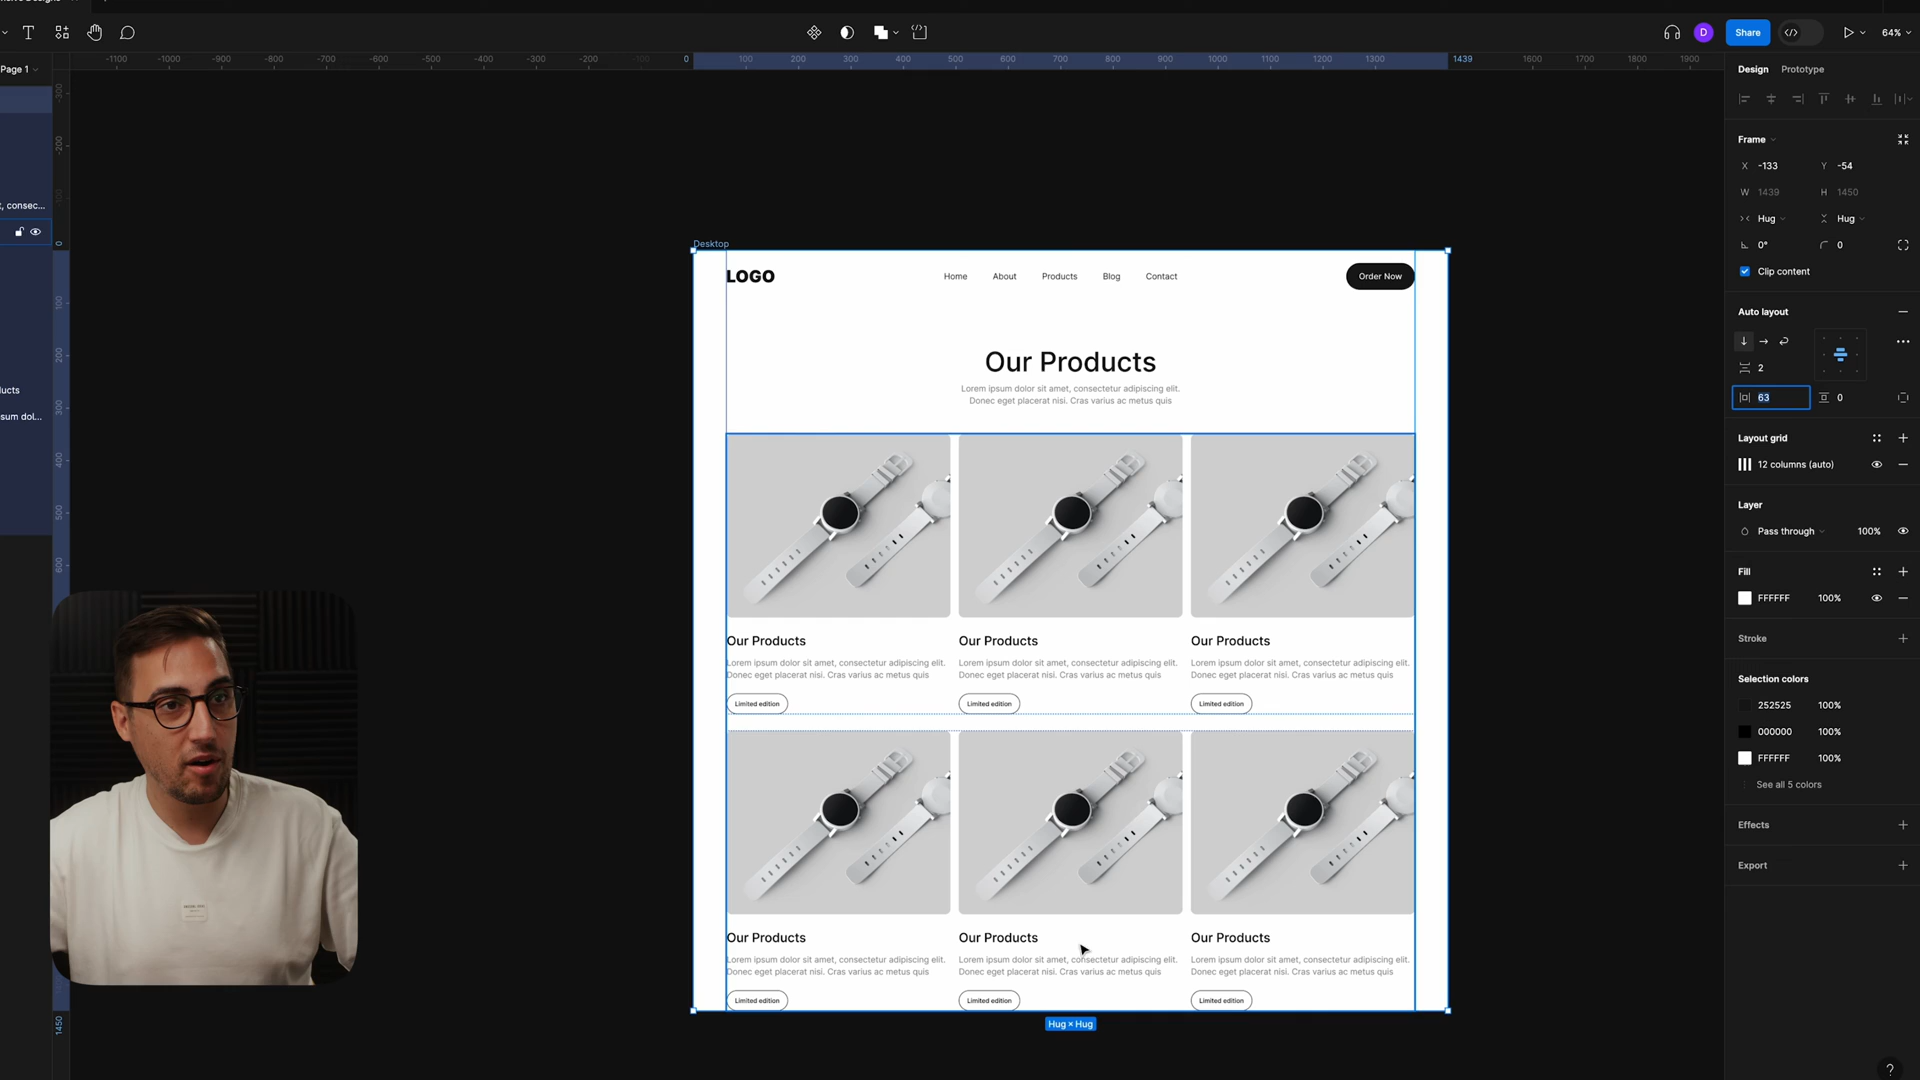 Page 1
D
Share
64%
-1100 -1000 -900 -800 -700 -600 -500 -400 -300 -200 -100 0 100 200 300 400 500 600 700 800 900 1000 1100 1200 1300 1439 1600 1700 1800 1900
Design Prototype
Frame
X -133 Y -54
W 1439 H 1450
Hug Hug
0° 0
Clip content
Auto layout
2
63 0
Layout grid
12 columns (auto)
Layer
Pass through 100%
Fill
FFFFFF 100%
Stroke
Selection colors
252525 100%
000000 100%
FFFFFF 100%
See all 5 colors
Effects
Export
?
t, consec...
ucts
sum dol...
-300
-200
-100
0
100
200
300
400
500
600
1450
Desktop
LOGO Home About Products Blog Contact Order Now
Our Products
Lorem ipsum dolor sit amet, consectetur adipiscing elit.
Donec eget placerat nisi. Cras varius ac metus quis
Our Products Our Products Our Products
Lorem ipsum dolor sit amet, consectetur adipiscing elit. Lorem ipsum dolor sit amet, consectetur adipiscing elit. Lorem ipsum dolor sit amet, consectetur adipiscing elit.
Donec eget placerat nisi. Cras varius ac metus quis Donec eget placerat nisi. Cras varius ac metus quis Donec eget placerat nisi. Cras varius ac metus quis
Limited edition Limited edition Limited edition
Our Products Our Products Our Products
Lorem ipsum dolor sit amet, consectetur adipiscing elit. Lorem ipsum dolor sit amet, consectetur adipiscing elit. Lorem ipsum dolor sit amet, consectetur adipiscing elit.
Donec eget placerat nisi. Cras varius ac metus quis Donec eget placerat nisi. Cras varius ac metus quis Donec eget placerat nisi. Cras varius ac metus quis
Limited edition Limited edition Limited edition
Hug × Hug